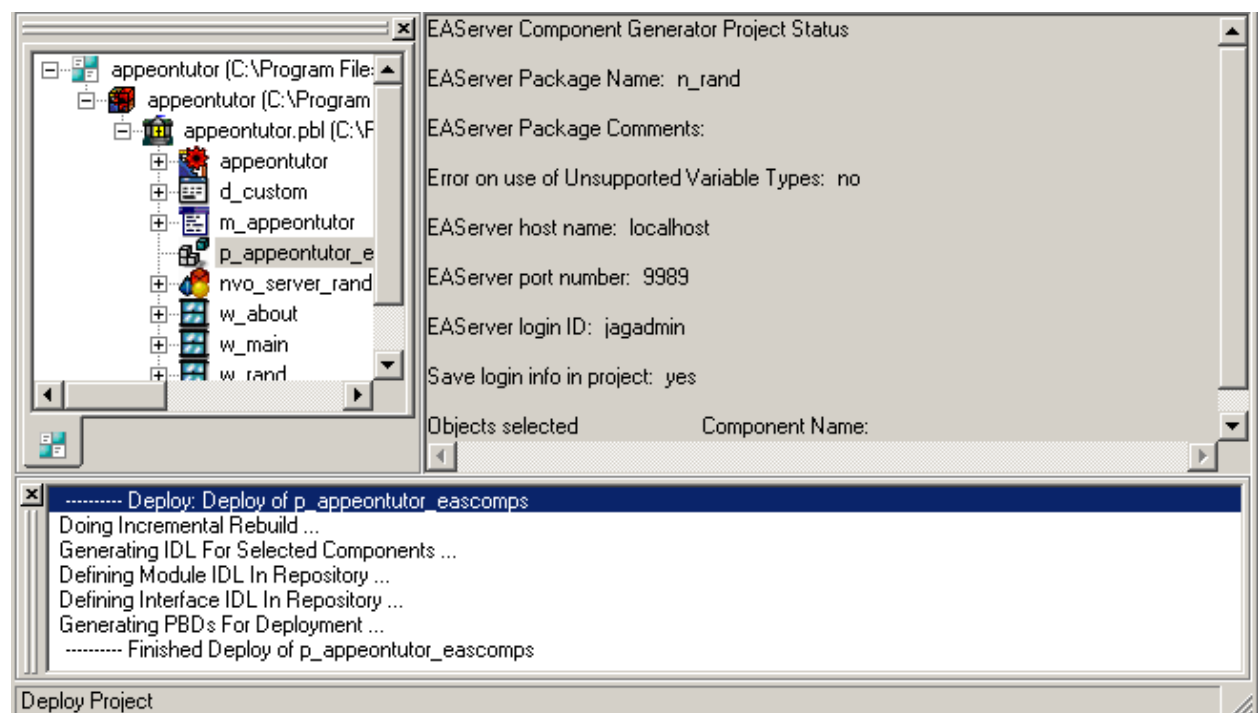 appeontutor (C:\Program File
appeontutor (C:\Program
appeontutor.pbl (C:\P
appeontutor
d_custom
m_appeontutor
p_appeontutor_e
nvo_server_rand
w_about
w_main
w_rand
EAServer Component Generator Project Status
EAServer Package Name: n_rand
EAServer Package Comments:
Error on use of Unsupported Variable Types: no
EAServer host name: localhost
EAServer port number: 9989
EAServer login ID: jagadmin
Save login info in project: yes
Objects selected Component Name:
---------- Deploy: Deploy of p_appeontutor_eascomps
Doing Incremental Rebuild ...
Generating IDL For Selected Components ...
Defining Module IDL In Repository ...
Defining Interface IDL In Repository ...
Generating PBDs For Deployment ...
---------- Finished Deploy of p_appeontutor_eascomps
Deploy Project